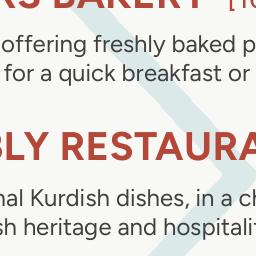 RS BAKERY
offering freshly baked p
for a quick breakfast or
BLY RESTAURA
nal Kurdish dishes, in a ch
sh heritage and hospitalit